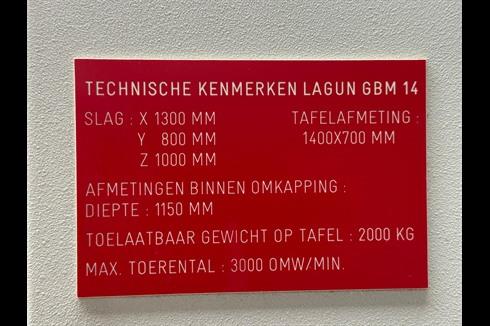 TECHNISCHE KENMERKEN LAGUN GBM 14
SLAG : X 1300 MM TAFELAFMETING :
Y 800 MM 1400X700 MM
Z 1000 MM
AFMETINGEN BINNEN OMKAPPING :
DIEPTE : 1150 MM
TOELAATBAAR GEWICHT OP TAFEL : 2000 KG
MAX. TOERENTAL : 3000 OMW/MIN.